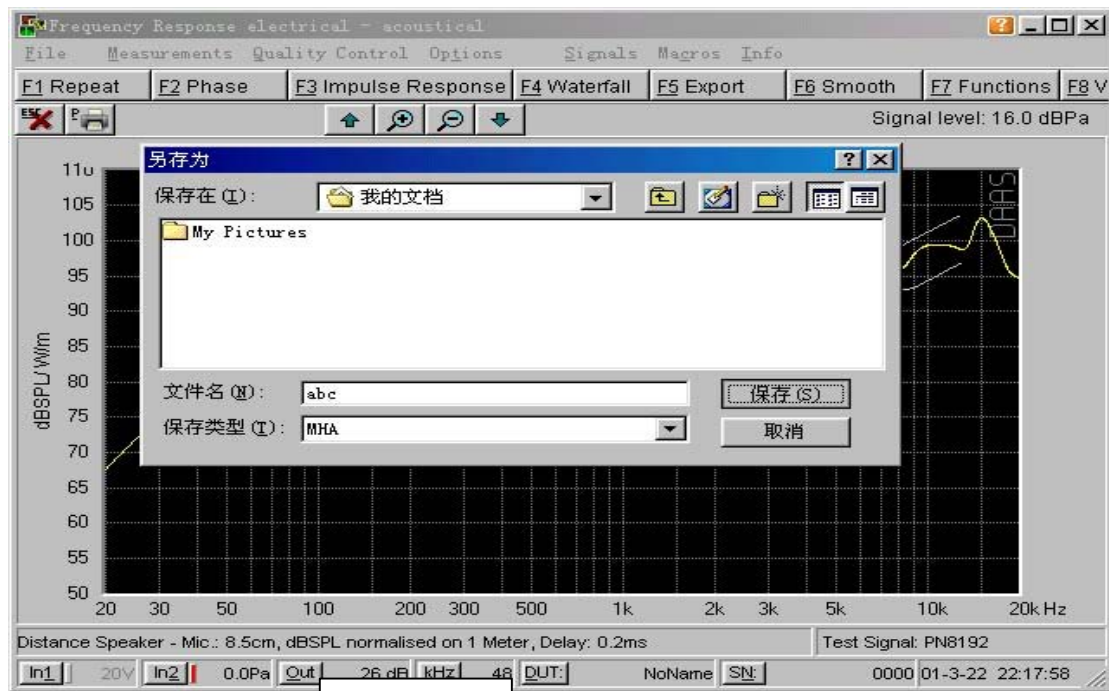 Frequency Response electrical - acoustical
File Measurements Quality Control Options Signals Macros Info
F1 Repeat F2 Phase F3 Impulse Response F4 Waterfall F5 Export F6 Smooth F7 Functions F8 V
ESC P Signal level: 16.0 dBPa
另存为
保存在(I): 我的文档
My Pictures
文件名(N): abc 保存(S)
保存类型(T): MHA 取消
dBSPL/W/m
110
105
100
95
90
85
80
75
70
65
60
55
50
20 30 50 100 200 300 500 1k 2k 3k 5k 10k 20k Hz
Distance Speaker - Mic.: 8.5cm, dBSPL normalised on 1 Meter, Delay: 0.2ms Test Signal: PN8192
In1 20V In2 0.0Pa Out 26 dB kHz 48 DUT: NoName SN: 0000 01-3-22 22:17:58